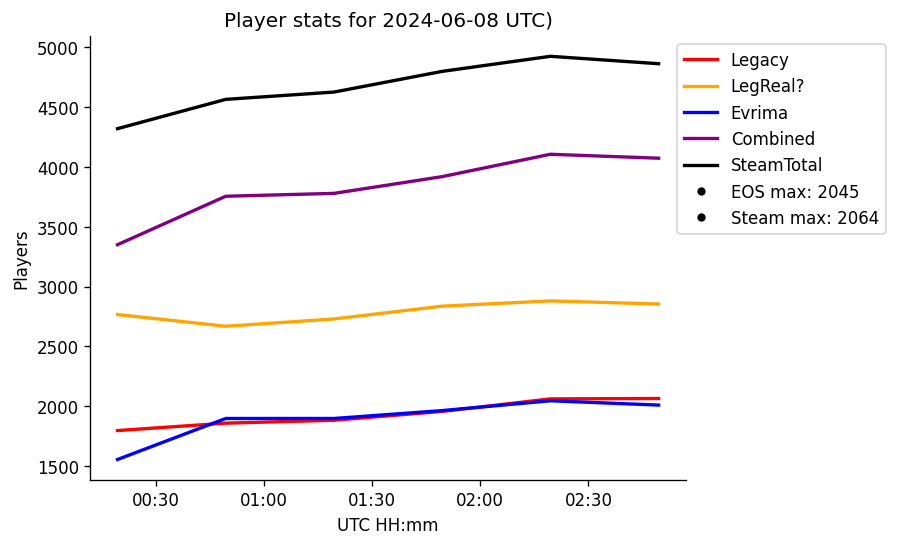 Player stats for 2024-06-08 UTC)
5000
4500
4000
3500
3000
2500
2000
1500
Players
00:30 01:00 01:30 02:00 02:30
UTC HH:mm
Legacy
LegReal?
Evrima
Combined
SteamTotal
EOS max: 2045
Steam max: 2064